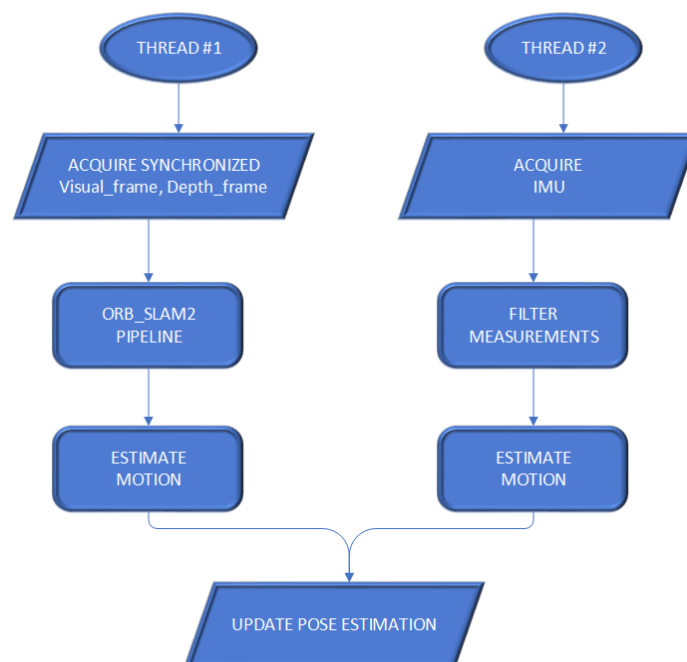 THREAD #1
ACQUIRE SYNCHRONIZED
Visual_frame, Depth_frame
ORB_SLAM2
PIPELINE
ESTIMATE
MOTION
THREAD #2
ACQUIRE
IMU
FILTER
MEASUREMENTS
ESTIMATE
MOTION
UPDATE POSE ESTIMATION